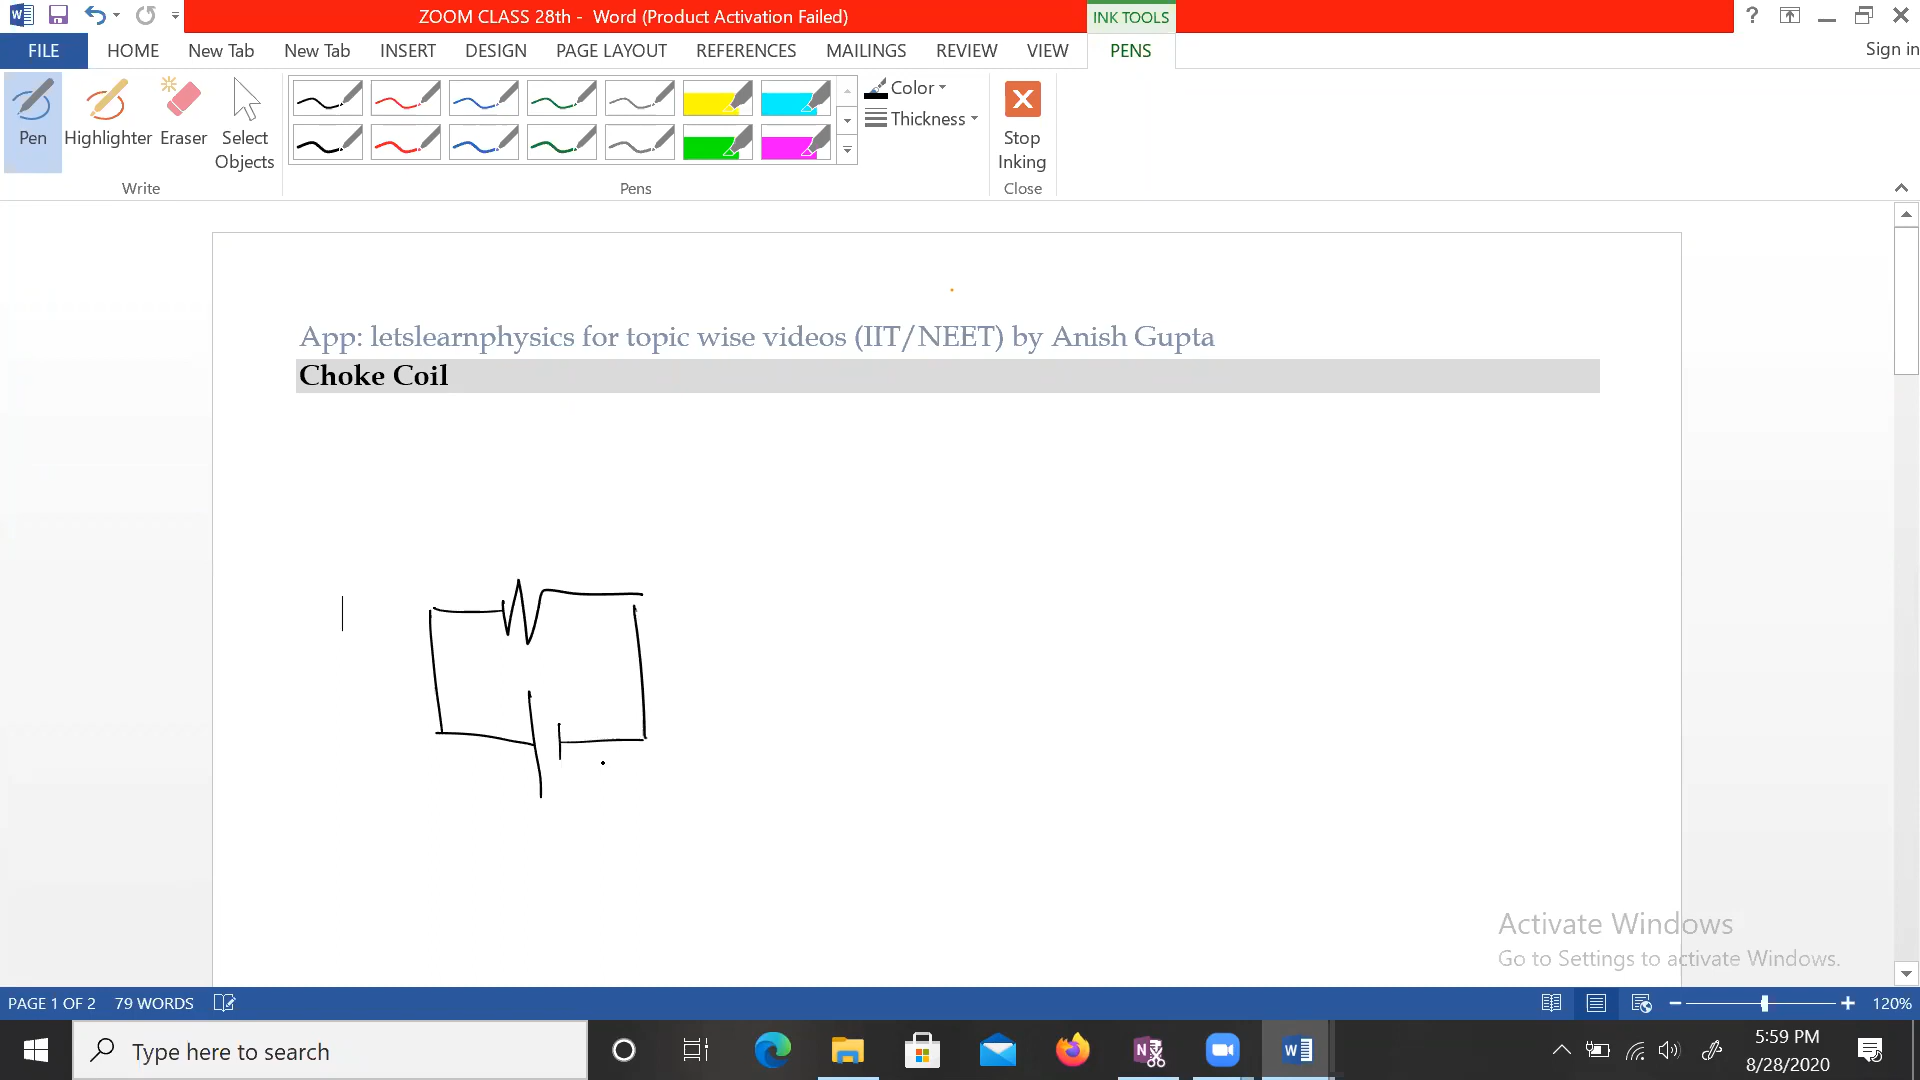 ZOOM CLASS 28th - Word (Product Activation Failed)
INK TOOLS
?
FILE
HOME
New Tab
New Tab
INSERT
DESIGN
PAGE LAYOUT
REFERENCES
MAILINGS
REVIEW
VIEW
PENS
Sign in
Pen
Highlighter
Eraser
Select
Objects
Color
Thickness
Stop
Inking
Write
Pens
Close
App: letslearnphysics for topic wise videos (IIT/NEET) by Anish Gupta
Choke Coil
Activate Windows
Go to Settings to activate Windows.
PAGE 1 OF 2
79 WORDS
120%
Type here to search
5:59 PM
8/28/2020